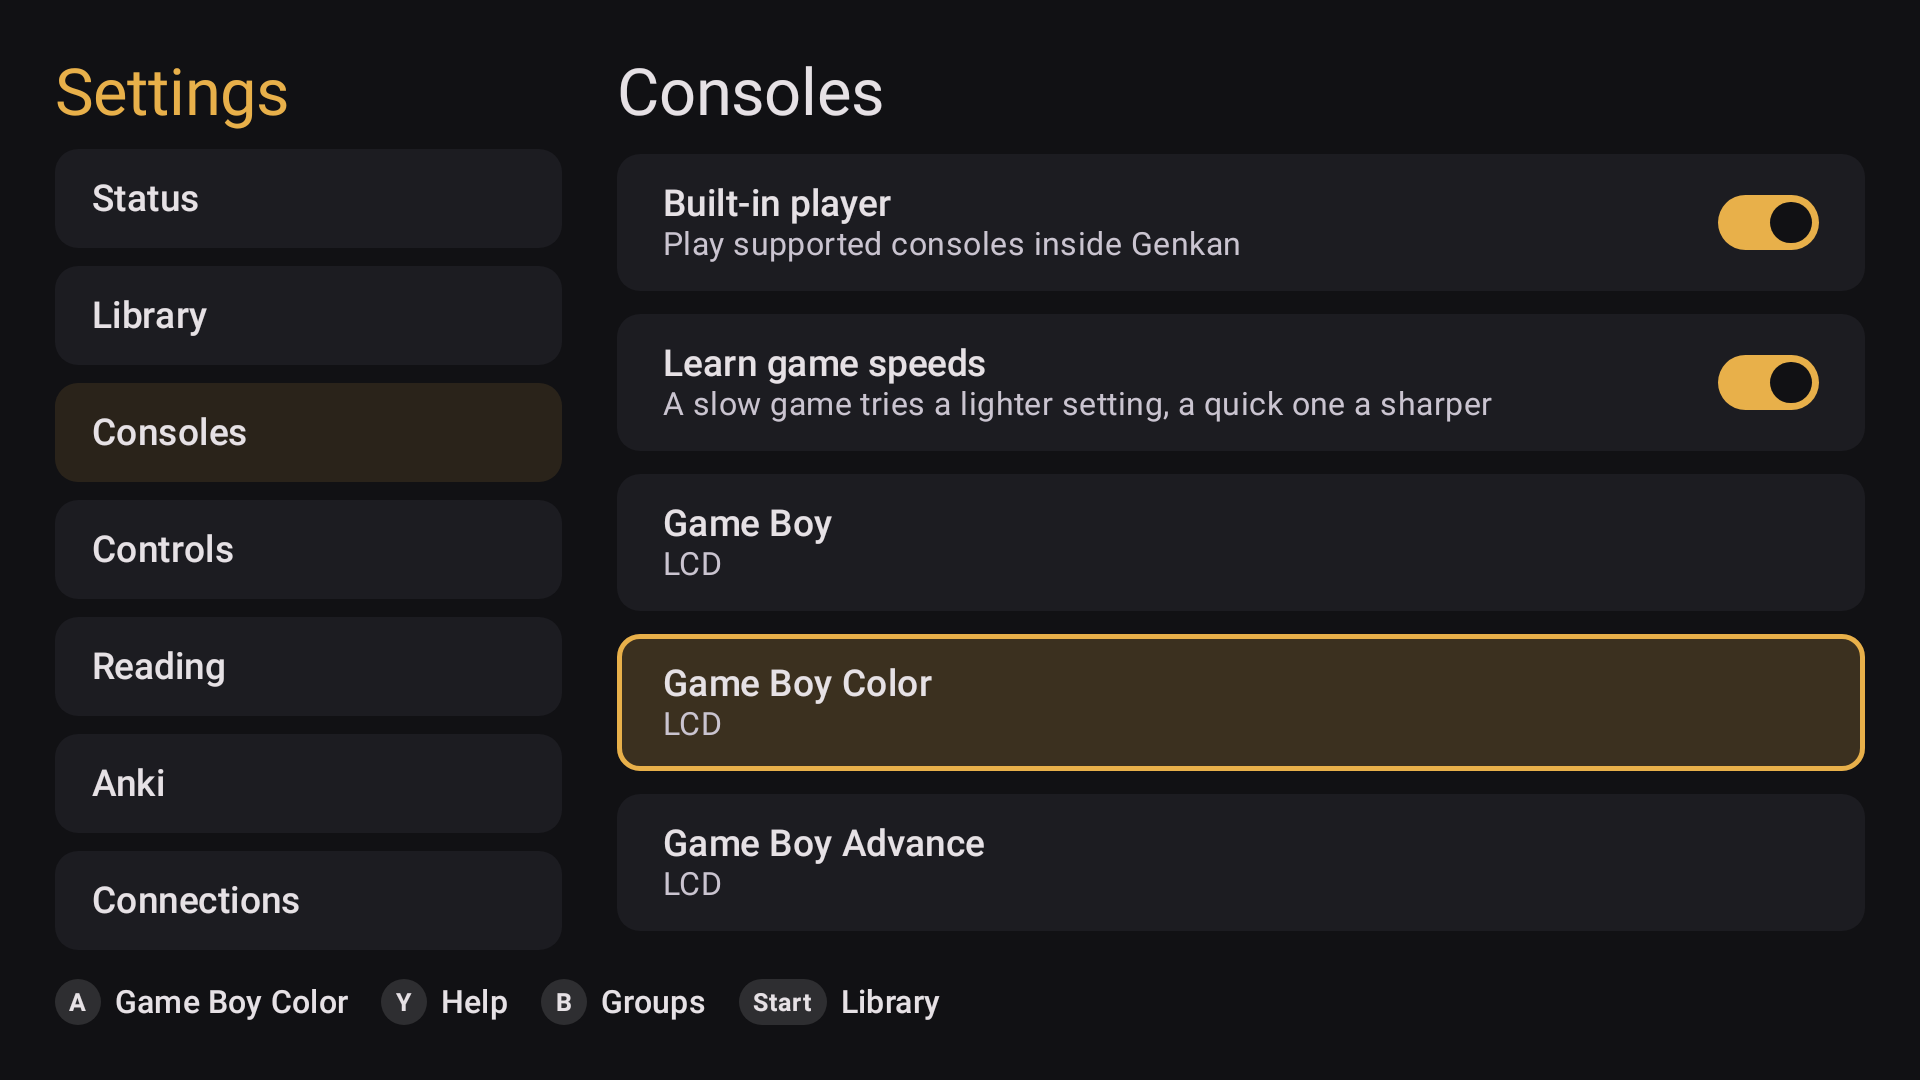 Settings
Status
Library
Consoles
Controls
Reading
Anki
Connections
Consoles
Built-in player
Play supported consoles inside Genkan
Learn game speeds
A slow game tries a lighter setting, a quick one a sharper
Game Boy
LCD
Game Boy Color
LCD
Game Boy Advance
LCD
A Game Boy Color Y Help B Groups Start Library